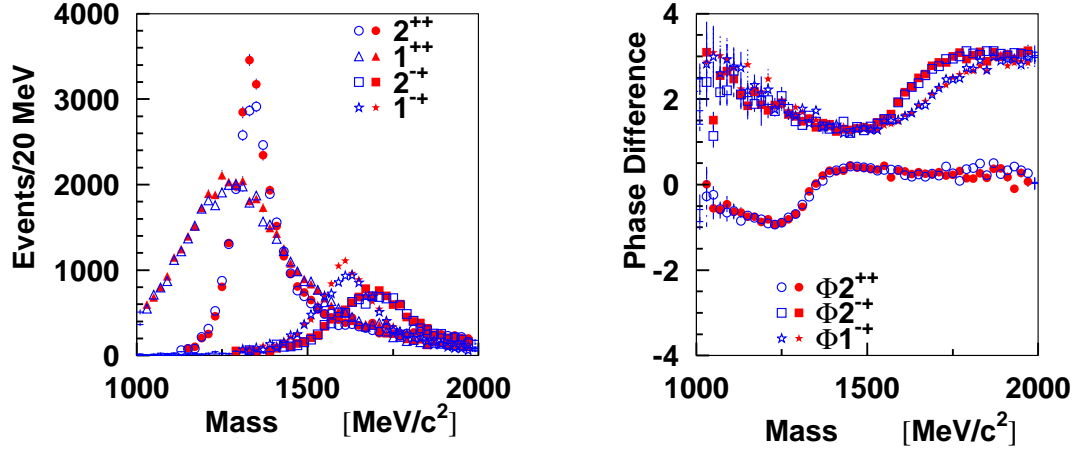 4000
3000
2000
1000
0
Events/20 MeV
2++
1++
2-+
1-+
1000 1500 2000
Mass [MeV/c2]
4
2
0
-2
-4
Phase Difference
Φ2++
Φ2-+
Φ1-+
1000 1500 2000
Mass [MeV/c2]